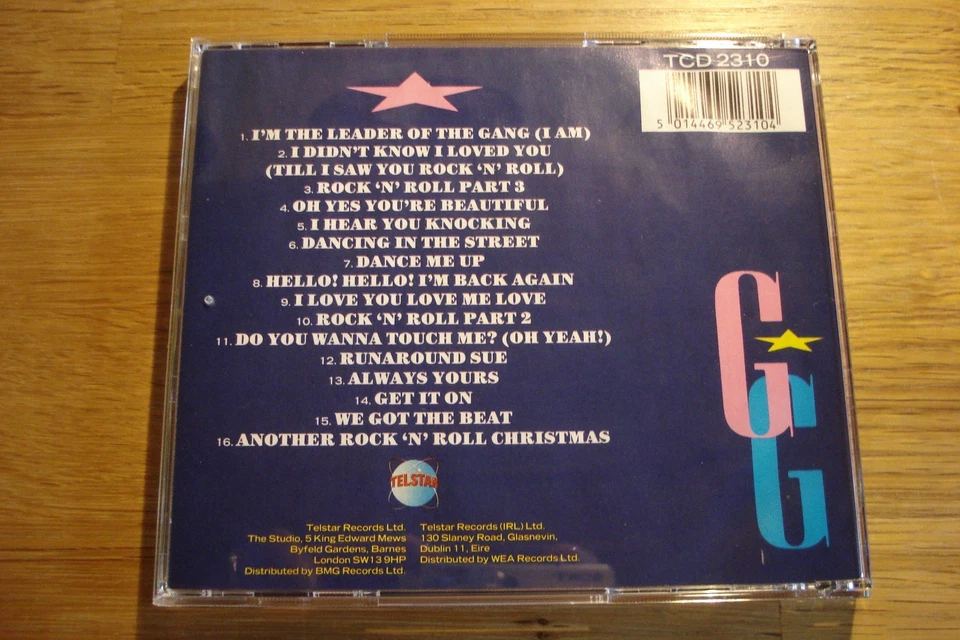 TCD 2310
5 014469 523104
1. I'M THE LEADER OF THE GANG (I AM)
2. I DIDN'T KNOW I LOVED YOU
(TILL I SAW YOU ROCK 'N' ROLL)
3. ROCK 'N' ROLL PART 3
4. OH YES YOU'RE BEAUTIFUL
5. I HEAR YOU KNOCKING
6. DANCING IN THE STREET
7. DANCE ME UP
8. HELLO! HELLO! I'M BACK AGAIN
9. I LOVE YOU LOVE ME LOVE
10. ROCK 'N' ROLL PART 2
11. DO YOU WANNA TOUCH ME? (OH YEAH!)
12. RUNAROUND SUE
13. ALWAYS YOURS
14. GET IT ON
15. WE GOT THE BEAT
16. ANOTHER ROCK 'N' ROLL CHRISTMAS
GG
TELSTAR
Telstar Records Ltd.
The Studio, 5 King Edward Mews
Byfeld Gardens, Barnes
London SW13 9HP
Distributed by BMG Records Ltd.
Telstar Records (IRL) Ltd.
130 Slaney Road, Glasnevin,
Dublin 11, Eire
Distributed by WEA Records Ltd.